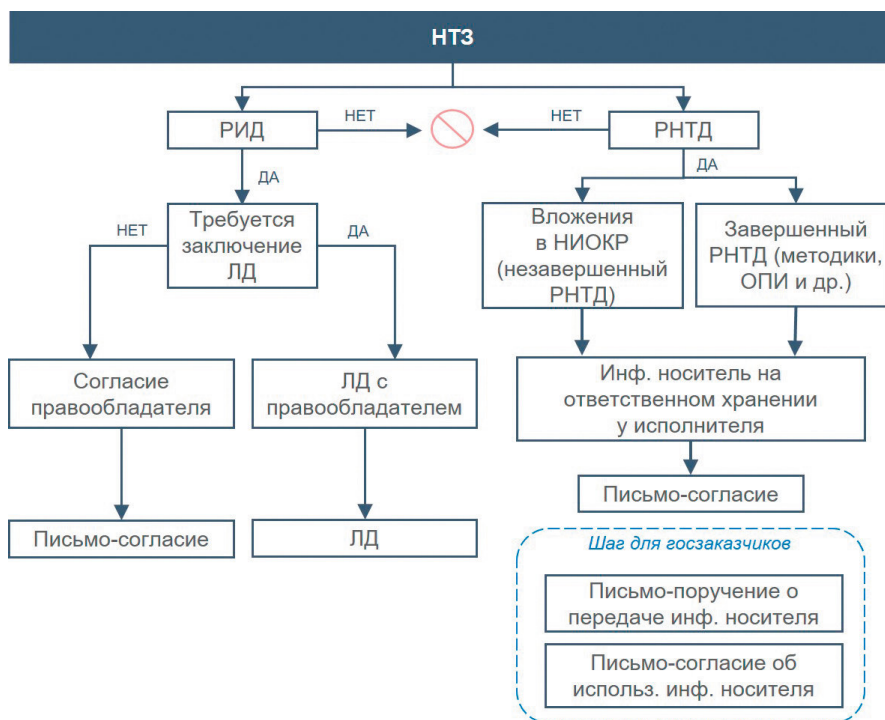 НТЗ
РИД
НЕТ
НЕТ
РНТД
ДА
ДА
НЕТ
Требуется
заключение
ЛД
ДА
Вложения
в НИОКР
(незавершенный
РНТД)
Завершенный
РНТД (методики,
ОПИ и др.)
Согласие
правообладателя
ЛД с
правообладателем
Инф. носитель на
ответственном хранении
у исполнителя
Письмо-согласие
ЛД
Письмо-согласие
Шаг для госзаказчиков
Письмо-поручение о
передаче инф. носителя
Письмо-согласие об
использ. инф. носителя